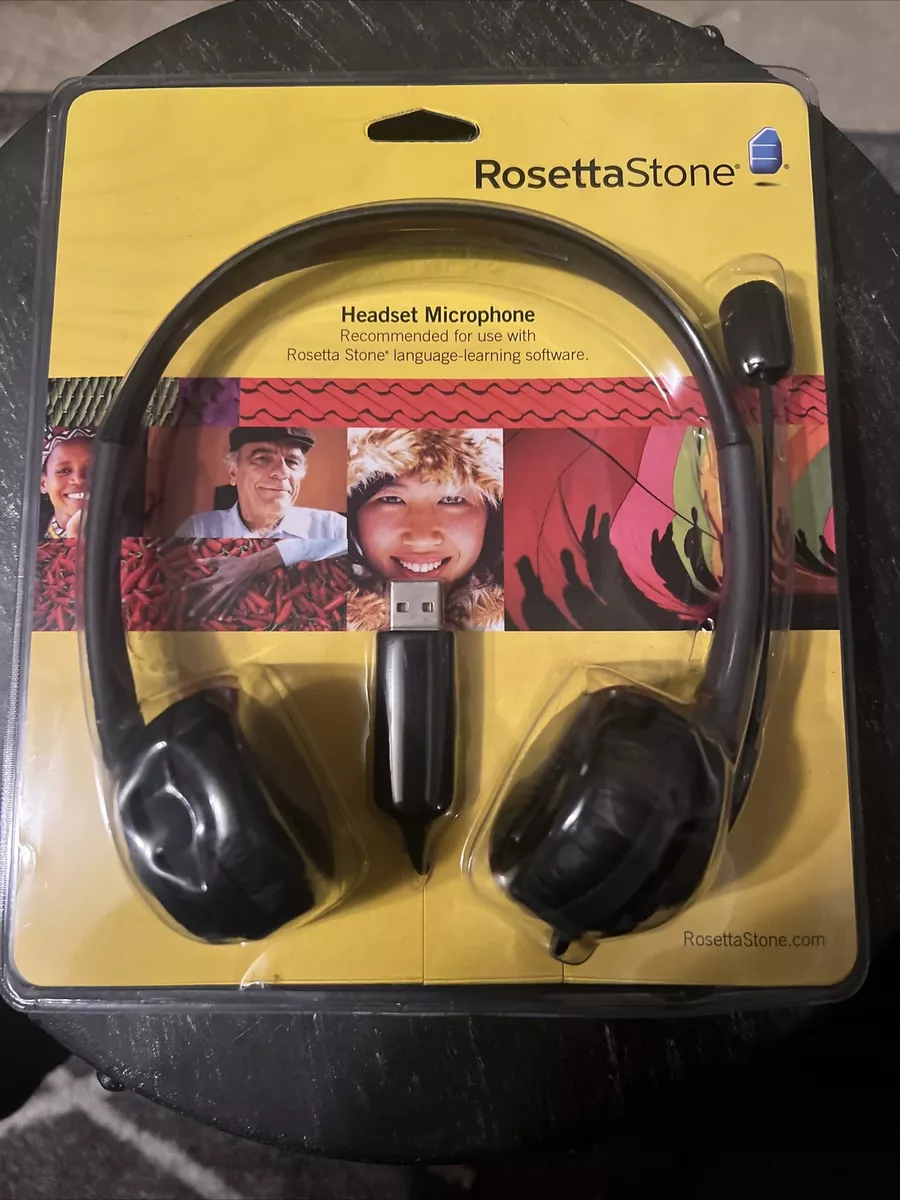 RosettaStone®
Headset Microphone
Recommended for use with
Rosetta Stone® language-learning software.
RosettaStone.com